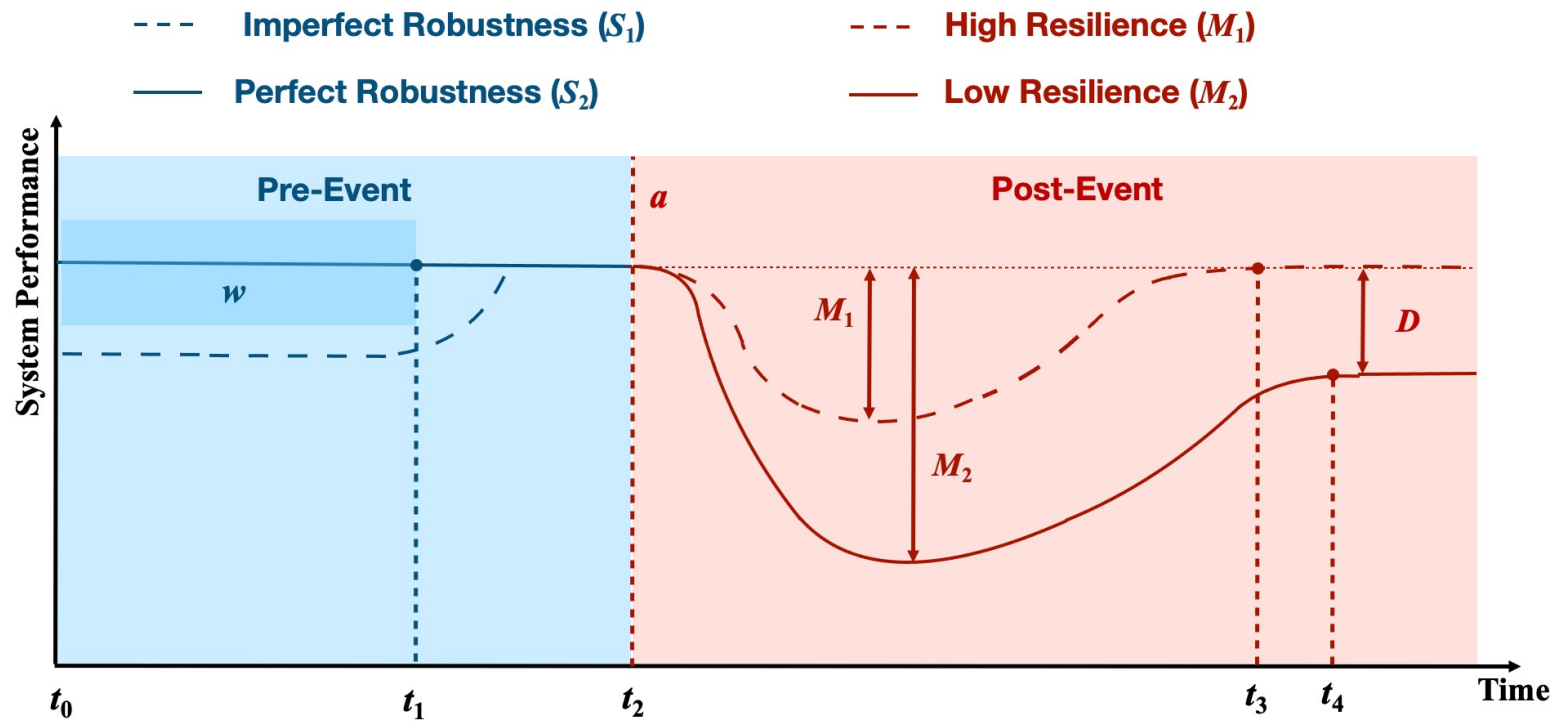 Imperfect Robustness (S₁)
High Resilience (M₁)
Perfect Robustness (S₂)
Low Resilience (M₂)
System Performance
Pre-Event
Post-Event
a
w
M₁
M₂
D
t₀
t₁
t₂
t₃
t₄
Time